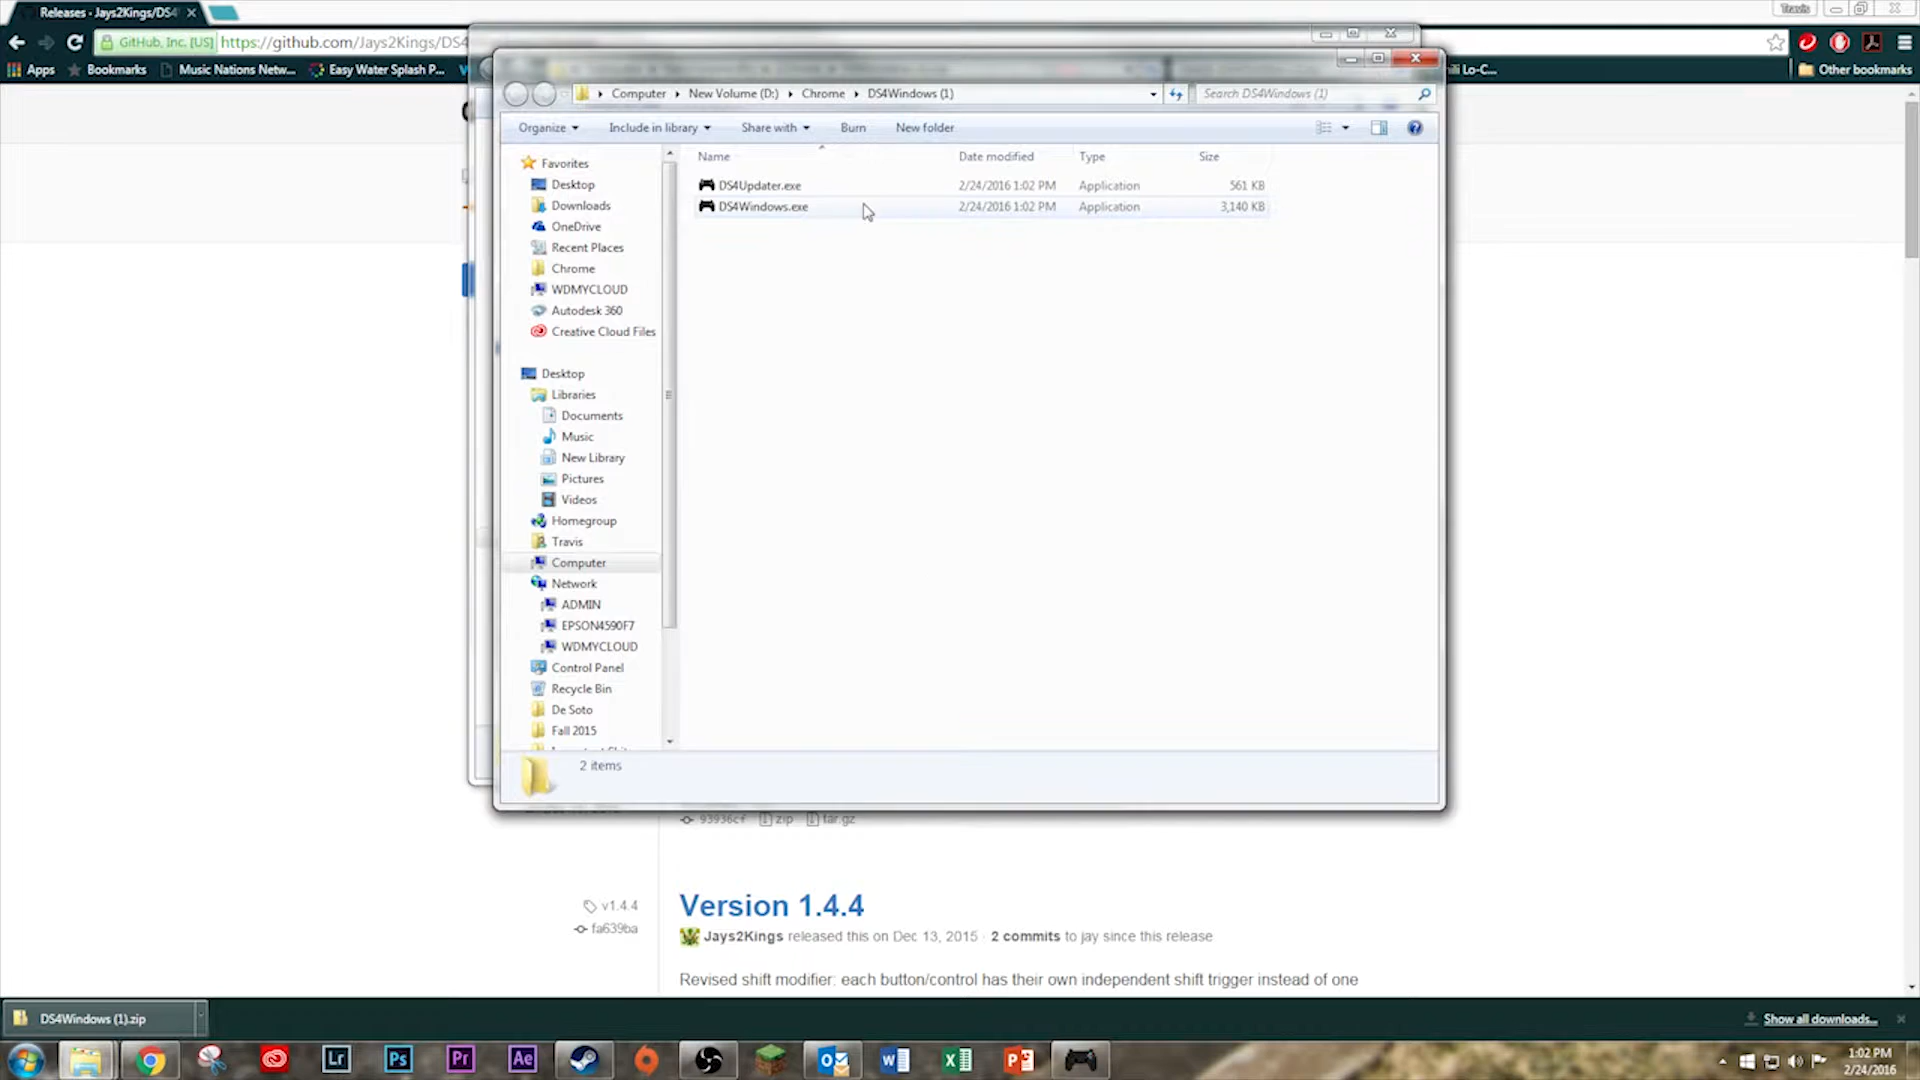 Releases · Jays2Kings/DS4
Travis
GitHub, Inc. [US] https://github.com/Jays2Kings/DS4
Apps Bookmarks Music Nations Netw... Easy Water Splash P... Other bookmarks
Computer New Volume (D:) Chrome DS4Windows (1) Search DS4Windows (1)
Organize Include in library Share with Burn New folder
Name Date modified Type Size
DS4Updater.exe 2/24/2016 1:02 PM Application 561 KB
DS4Windows.exe 2/24/2016 1:02 PM Application 3,140 KB
Favorites
Desktop
Downloads
OneDrive
Recent Places
Chrome
WDMYCLOUD
Autodesk 360
Creative Cloud Files
Desktop
Libraries
Documents
Music
New Library
Pictures
Videos
Homegroup
Travis
Computer
Network
ADMIN
EPSON4590F7
WDMYCLOUD
Control Panel
Recycle Bin
De Soto
Fall 2015
2 items
93936cf zip tar.gz
v1.4.4
fa639ba
Version 1.4.4
Jays2Kings released this on Dec 13, 2015 · 2 commits to jay since this release
Revised shift modifier: each button/control has their own independent shift trigger instead of one
DS4Windows (1).zip
Show all downloads...
Lr Ps Pr Ae
1:02 PM
2/24/2016